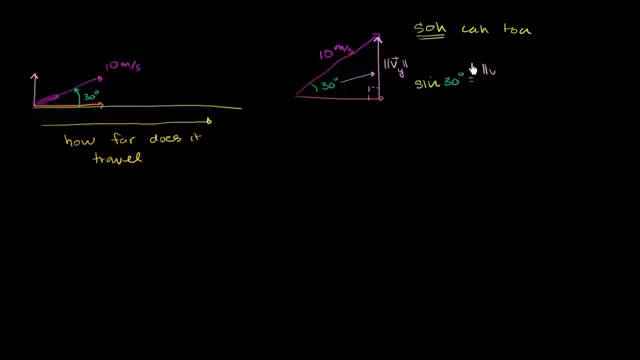 soh cah toa
10 m/s
10 m/s
30°
30°
||v⃗y||
sin 30° = ||v
how far does it
travel